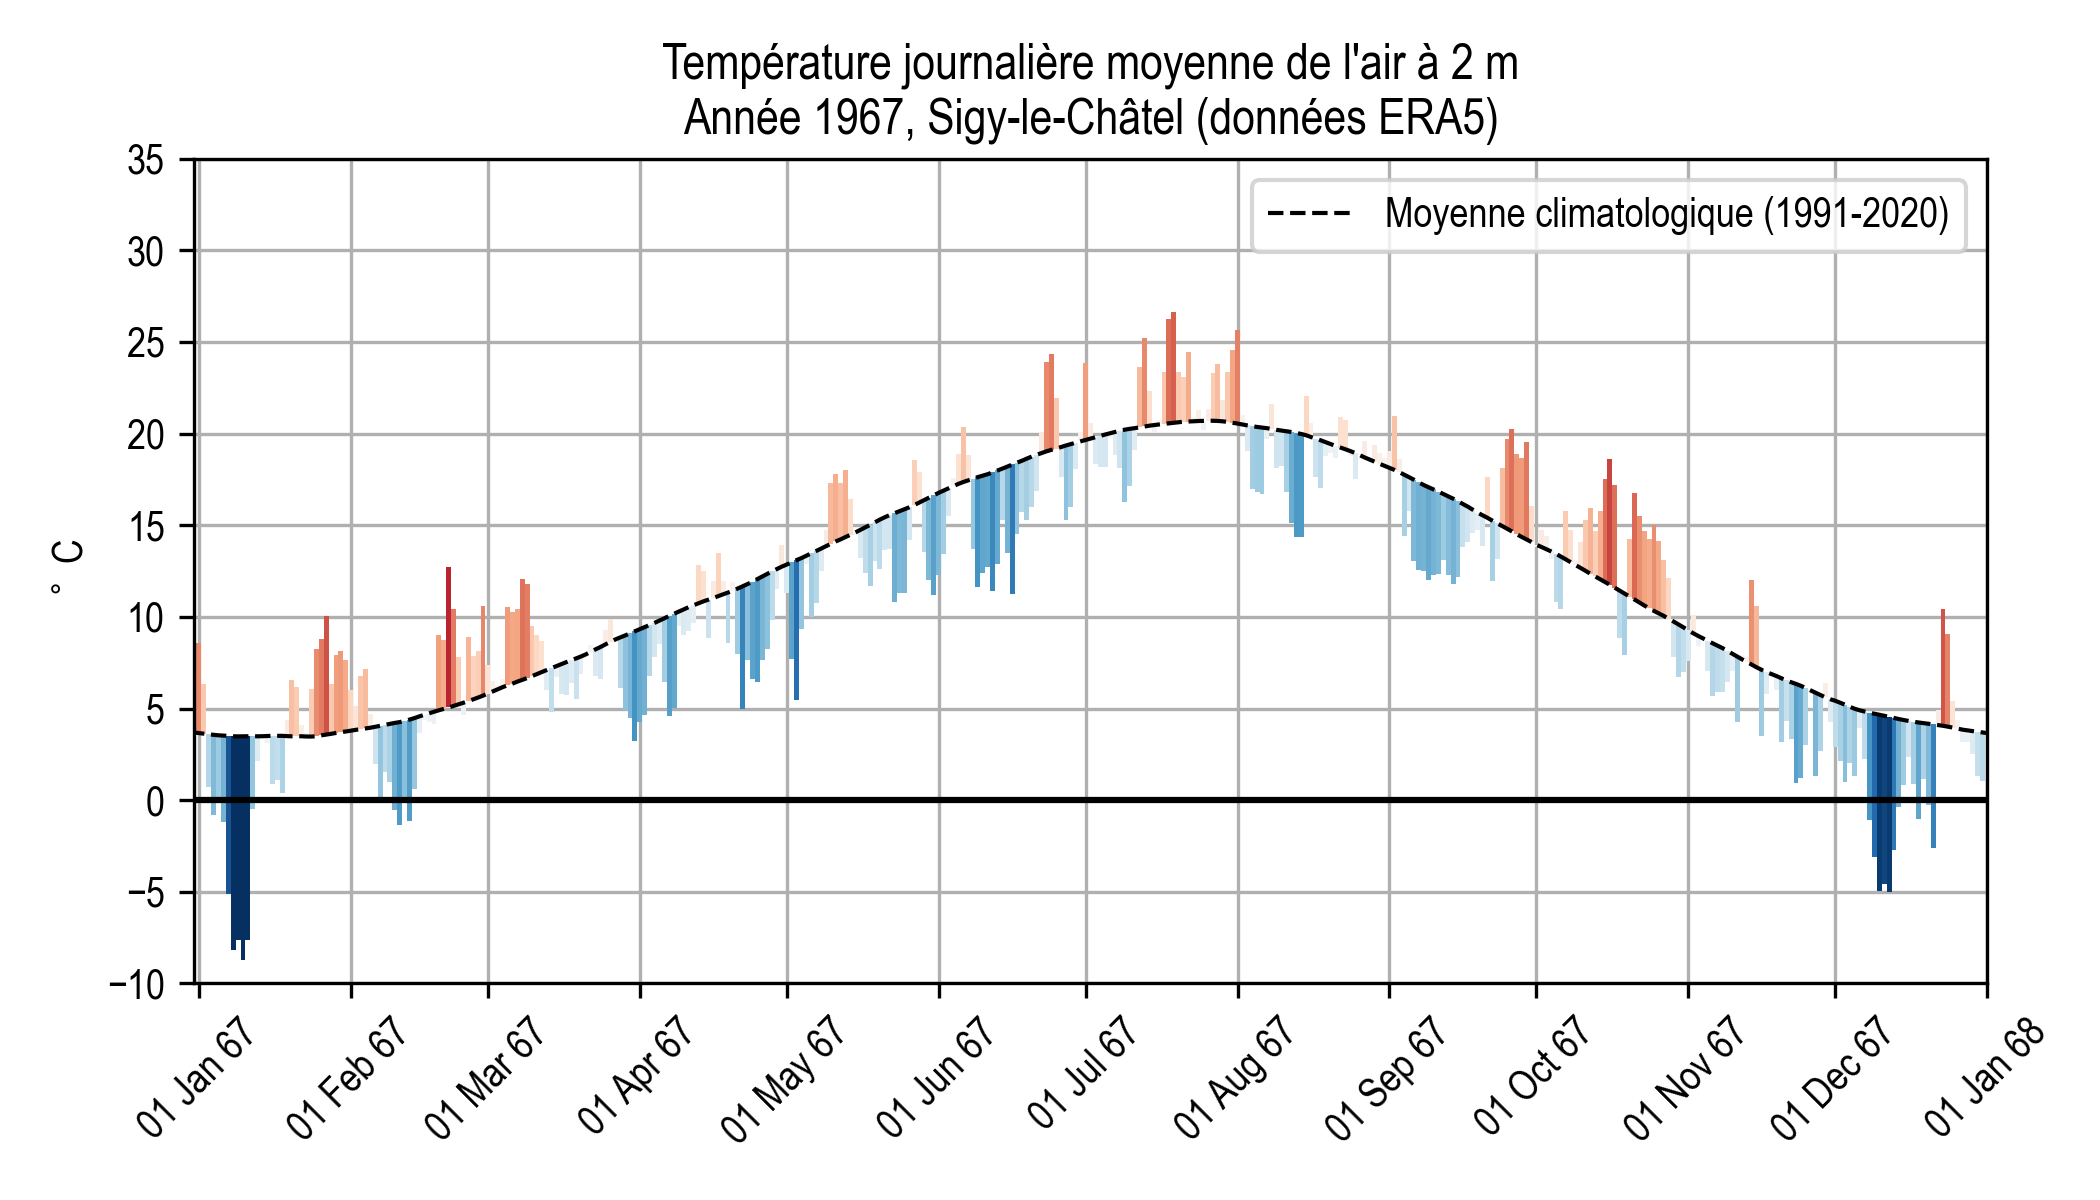 Température journalière moyenne de l'air à 2 m
Année 1967, Sigy-le-Châtel (données ERA5)
Moyenne climatologique (1991-2020)
35
30
25
20
15
10
5
0
−5
−10
° C
01 Jan 67
01 Feb 67
01 Mar 67
01 Apr 67
01 May 67
01 Jun 67
01 Jul 67
01 Aug 67
01 Sep 67
01 Oct 67
01 Nov 67
01 Dec 67
01 Jan 68